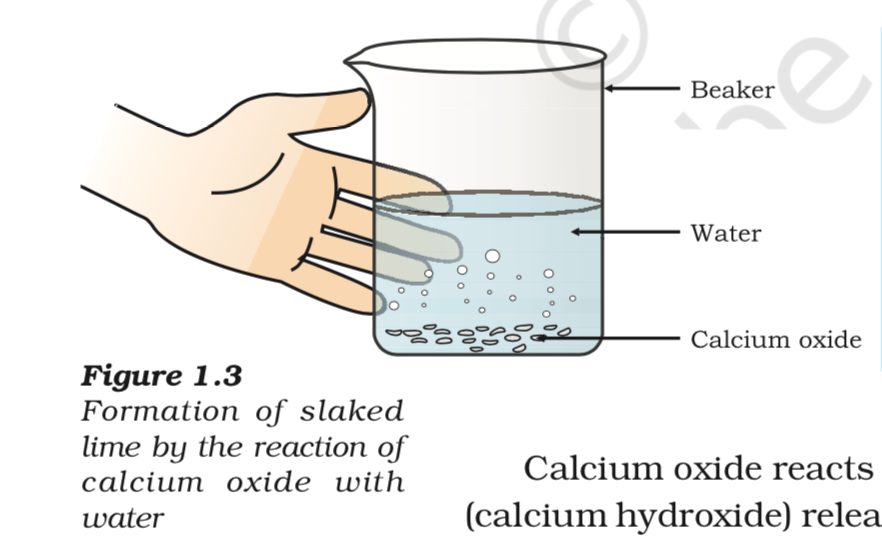 Beaker
Water
Calcium oxide
Figure 1.3
Formation of slaked
lime by the reaction of
calcium oxide with
water
Calcium oxide reacts
(calcium hydroxide) relea